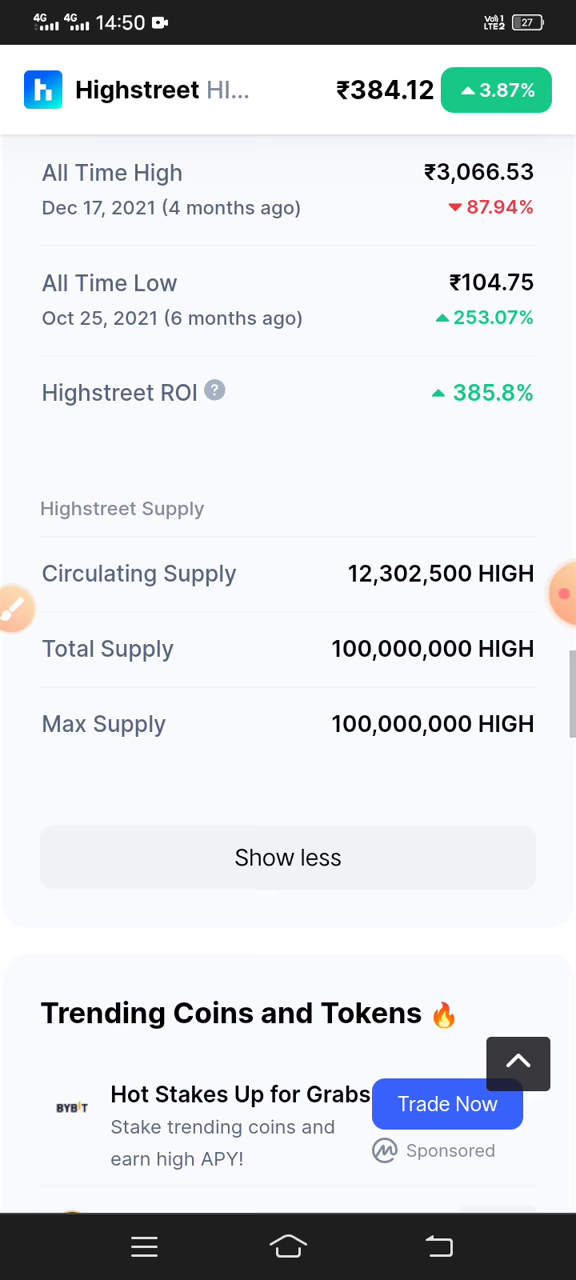 4G 4G 14:50 Vol) 1 LTE2 27
Highstreet HI... ₹384.12 3.87%
All Time High ₹3,066.53
Dec 17, 2021 (4 months ago) 87.94%
All Time Low ₹104.75
Oct 25, 2021 (6 months ago) 253.07%
Highstreet ROI ? 385.8%
Highstreet Supply
Circulating Supply 12,302,500 HIGH
Total Supply 100,000,000 HIGH
Max Supply 100,000,000 HIGH
Show less
Trending Coins and Tokens 🔥
BYBIT Hot Stakes Up for Grabs Trade Now
Stake trending coins and
earn high APY! Sponsored